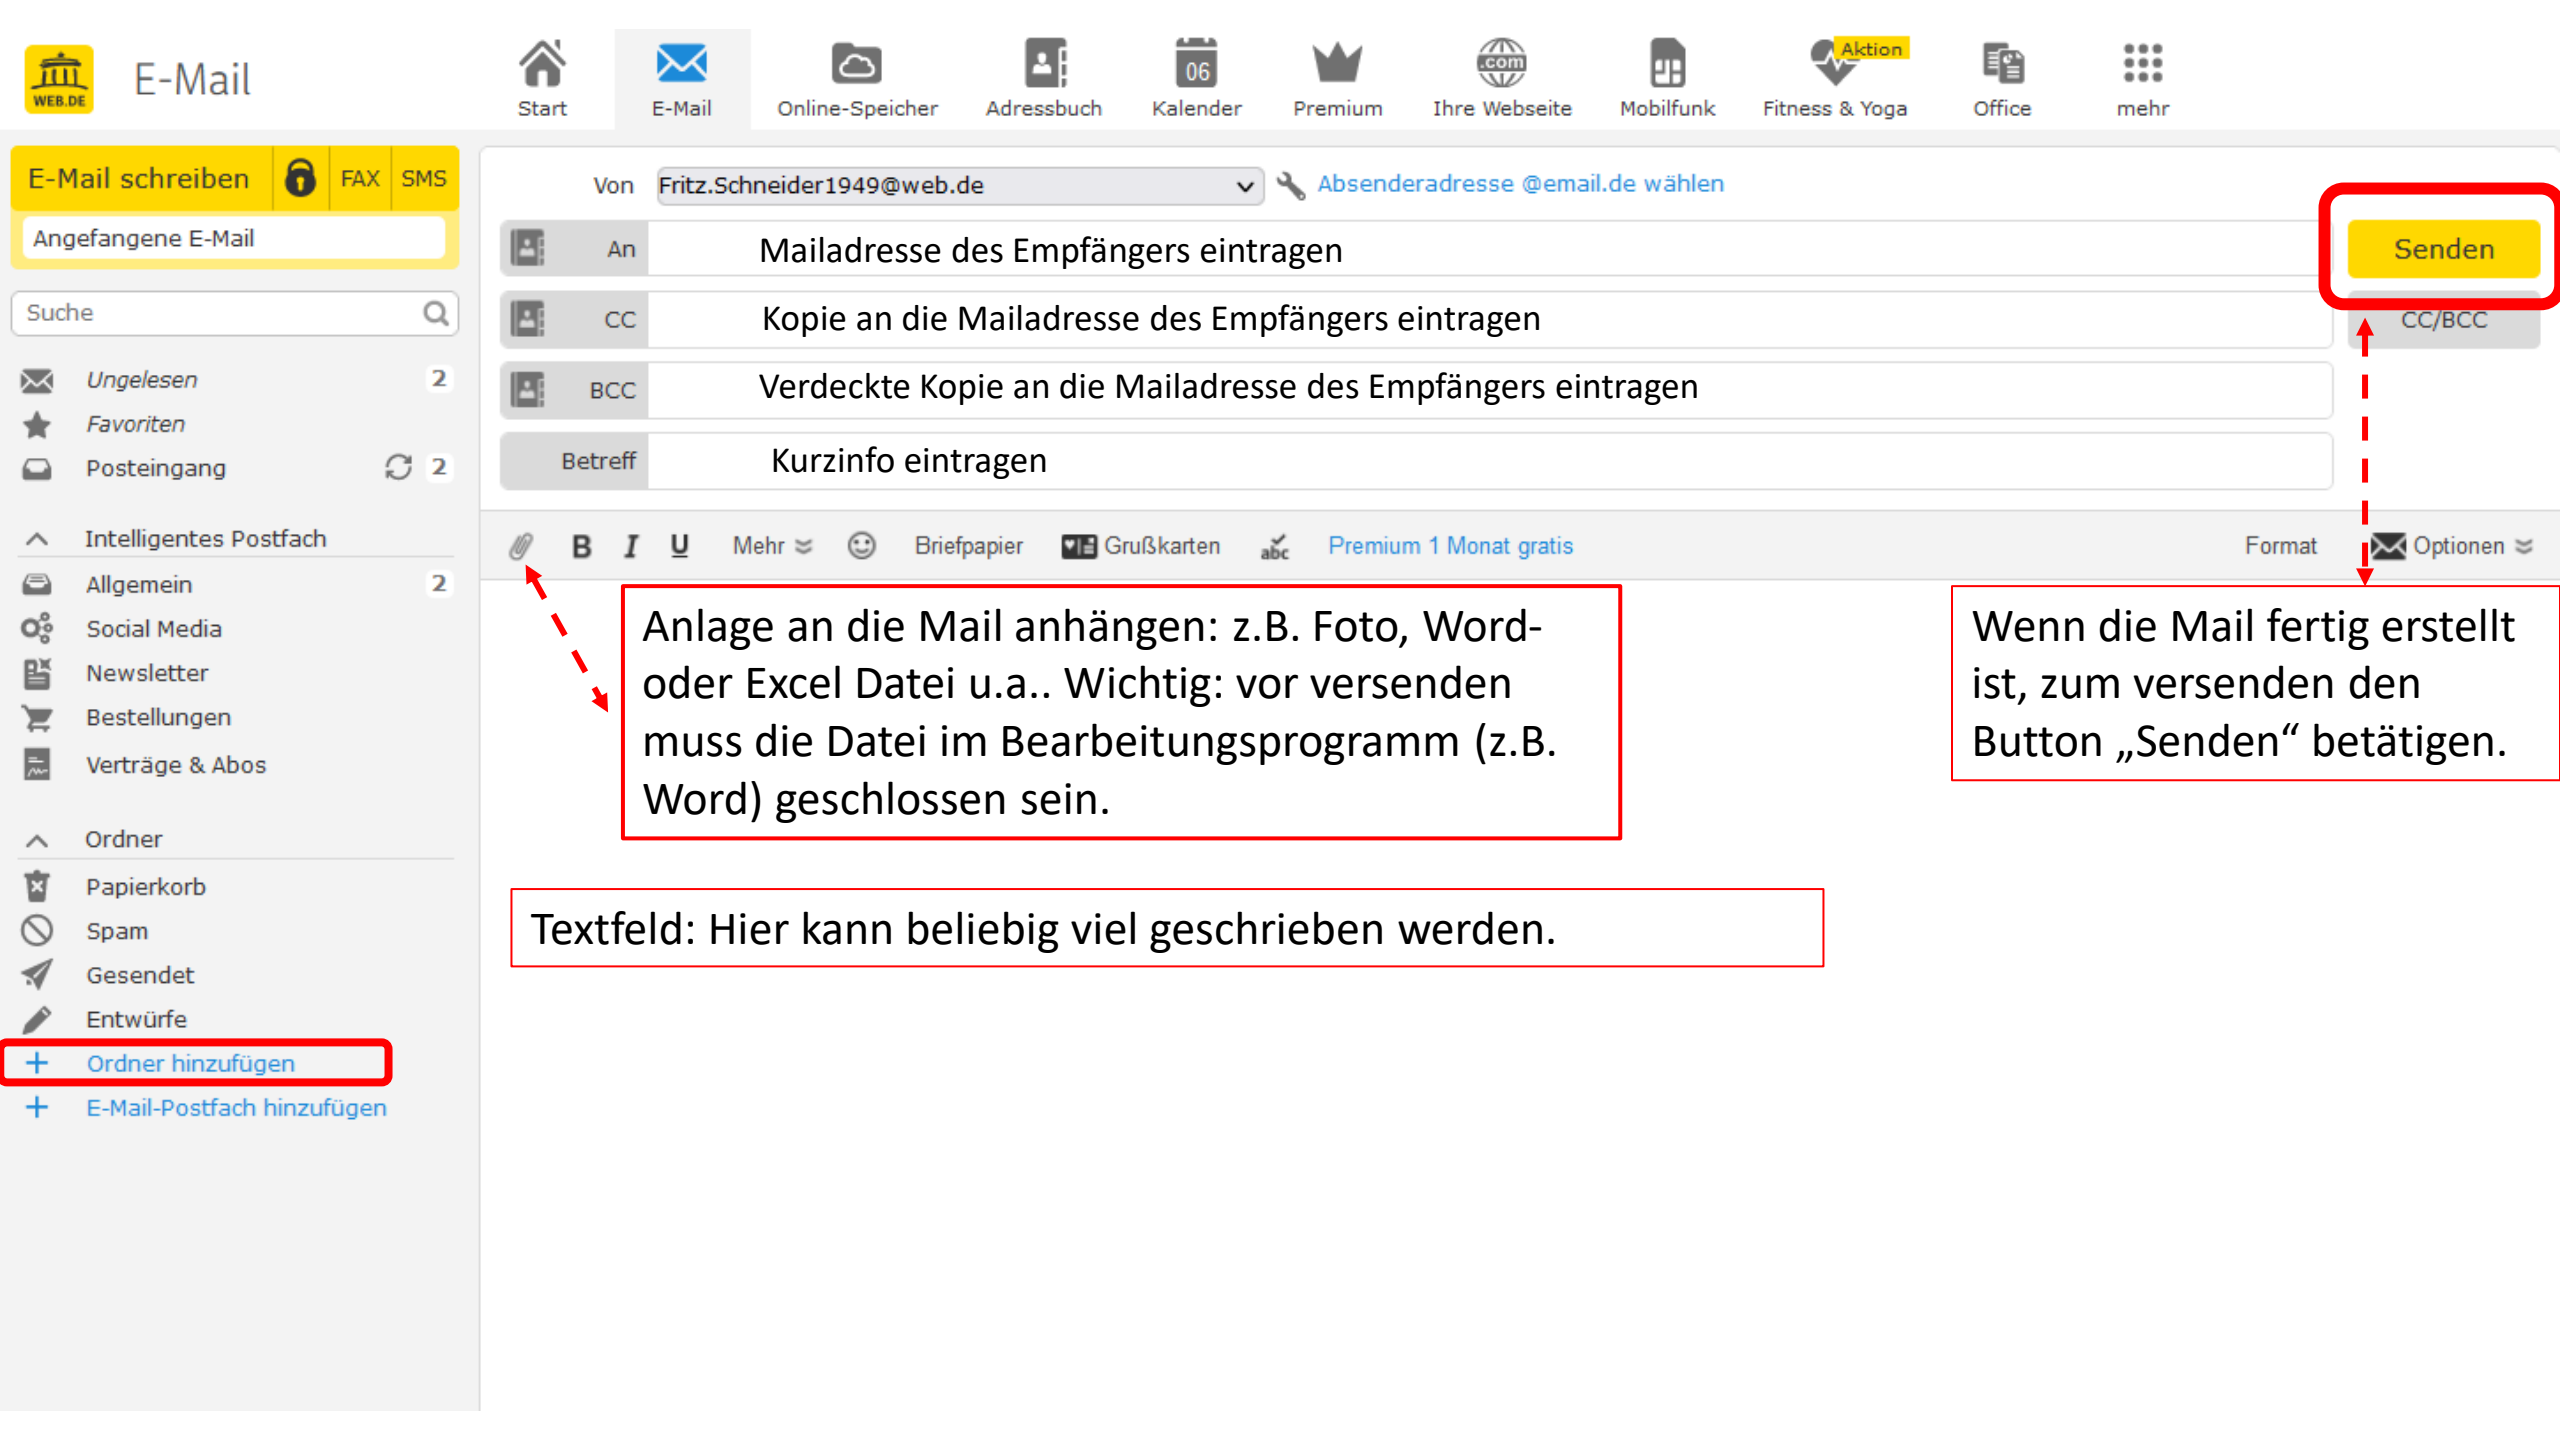 WEB.DE
E-Mail
Start
E-Mail
Online-Speicher
Adressbuch
06
Kalender
Premium
.com
Ihre Webseite
Mobilfunk
Aktion
Fitness & Yoga
Office
mehr
E-Mail schreiben
FAX
SMS
Angefangene E-Mail
Suche
Ungelesen 2
Favoriten
Posteingang 2
Intelligentes Postfach
Allgemein 2
Social Media
Newsletter
Bestellungen
Verträge & Abos
Ordner
Papierkorb
Spam
Gesendet
Entwürfe
+ Ordner hinzufügen
+ E-Mail-Postfach hinzufügen
Von Fritz.Schneider1949@web.de Absenderadresse @email.de wählen
An Mailadresse des Empfängers eintragen
Senden
CC Kopie an die Mailadresse des Empfängers eintragen
CC/BCC
BCC Verdeckte Kopie an die Mailadresse des Empfängers eintragen
Betreff Kurzinfo eintragen
B I U Mehr Briefpapier Grußkarten abc Premium 1 Monat gratis Format Optionen
Anlage an die Mail anhängen: z.B. Foto, Word-
oder Excel Datei u.a.. Wichtig: vor versenden
muss die Datei im Bearbeitungsprogramm (z.B.
Word) geschlossen sein.
Wenn die Mail fertig erstellt
ist, zum versenden den
Button „Senden“ betätigen.
Textfeld: Hier kann beliebig viel geschrieben werden.